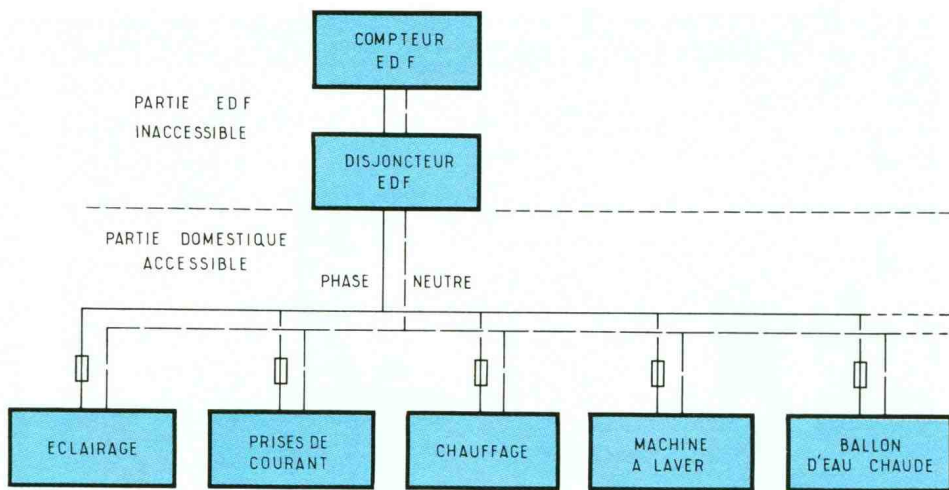 COMPTEUR
EDF
PARTIE EDF
INACCESSIBLE
DISJONCTEUR
EDF
PARTIE DOMESTIQUE
ACCESSIBLE
PHASE
NEUTRE
ECLAIRAGE
PRISES DE
COURANT
CHAUFFAGE
MACHINE
A LAVER
BALLON
D'EAU CHAUDE